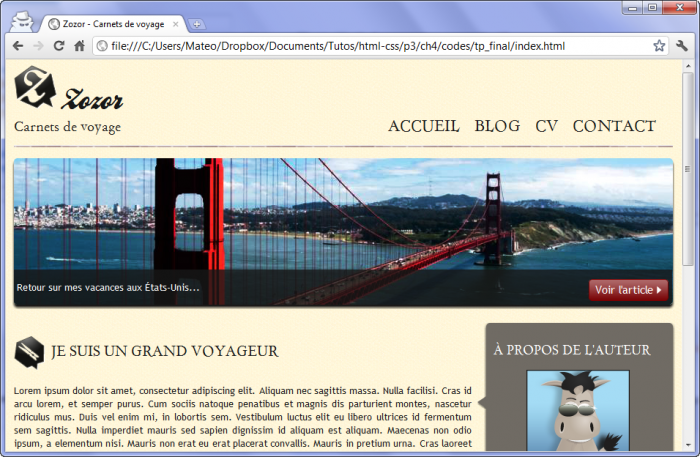 Zozor - Carnets de voyage
file:///C:/Users/Mateo/Dropbox/Documents/Tutos/html-css/p3/ch4/codes/tp_final/index.html
Z Zozor
Carnets de voyage
ACCUEIL BLOG CV CONTACT
Retour sur mes vacances aux États-Unis...
Voir l'article
JE SUIS UN GRAND VOYAGEUR
À PROPOS DE L'AUTEUR
Lorem ipsum dolor sit amet, consectetur adipiscing elit. Aliquam nec sagittis massa. Nulla facilisi. Cras id
arcu lorem, et semper purus. Cum sociis natoque penatibus et magnis dis parturient montes, nascetur
ridiculus mus. Duis vel enim mi, in lobortis sem. Vestibulum luctus elit eu libero ultrices id fermentum
sem sagittis. Nulla imperdiet mauris sed sapien dignissim id aliquam est aliquam. Maecenas non odio
ipsum, a elementum nisi. Mauris non erat eu erat placerat convallis. Mauris in pretium urna. Cras laoreet